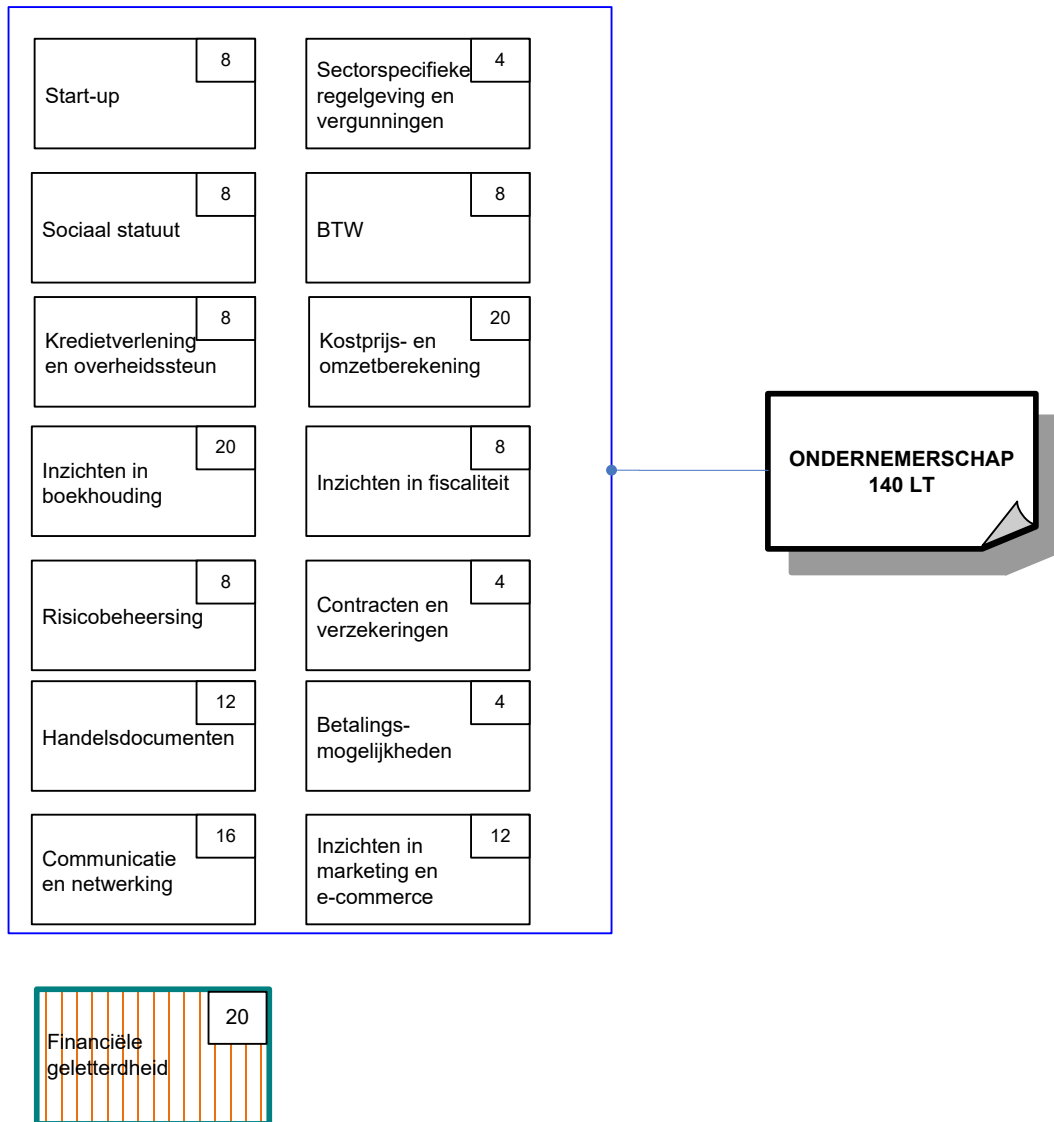 8
Start-up
4
Sectorspecifieke
regelgeving en
vergunningen
8
Sociaal statuut
8
BTW
8
Kredietverlening
en overheidssteun
20
Kostprijs- en
omzetberekening
20
Inzichten in
boekhouding
8
Inzichten in fiscaliteit
8
Risicobeheersing
4
Contracten en
verzekeringen
12
Handelsdocumenten
4
Betalings-
mogelijkheden
16
Communicatie
en netwerking
12
Inzichten in
marketing en
e-commerce
ONDERNEMERSCHAP
140 LT
20
Financiële
geletterdheid